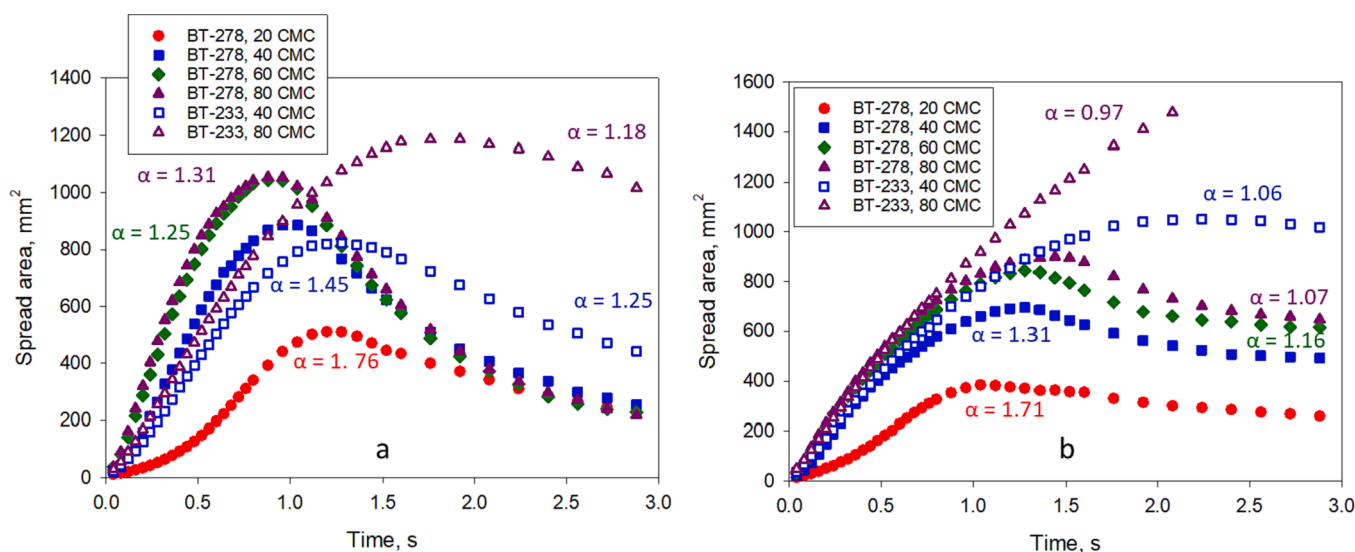 BT-278, 20 CMC
BT-278, 40 CMC
BT-278, 60 CMC
BT-278, 80 CMC
BT-233, 40 CMC
BT-233, 80 CMC
Spread area, mm²
1400
1200
1000
800
600
400
200
0
α = 1.31
α = 1.25
α = 1.18
α = 1.45
α = 1.25
α = 1. 76
a
0.0 0.5 1.0 1.5 2.0 2.5 3.0
Time, s
BT-278, 20 CMC
BT-278, 40 CMC
BT-278, 60 CMC
BT-278, 80 CMC
BT-233, 40 CMC
BT-233, 80 CMC
Spread area, mm²
1600
1400
1200
1000
800
600
400
200
0
α = 0.97
α = 1.06
α = 1.07
α = 1.31
α = 1.16
α = 1.71
b
0.0 0.5 1.0 1.5 2.0 2.5 3.0
Time, s